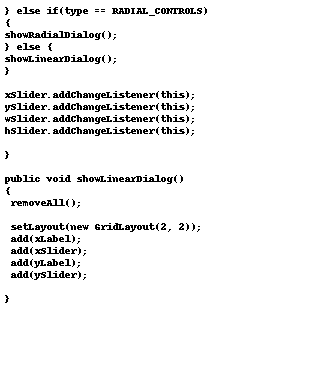 } else if(type == RADIAL_CONTROLS)
{
showRadialDialog();
} else {
showLinearDialog();
}
xSlider.addChangeListener(this);
ySlider.addChangeListener(this);
wSlider.addChangeListener(this);
hSlider.addChangeListener(this);
}
public void showLinearDialog()
{
removeAll();
setLayout(new GridLayout(2, 2));
add(xLabel);
add(xSlider);
add(yLabel);
add(ySlider);
}